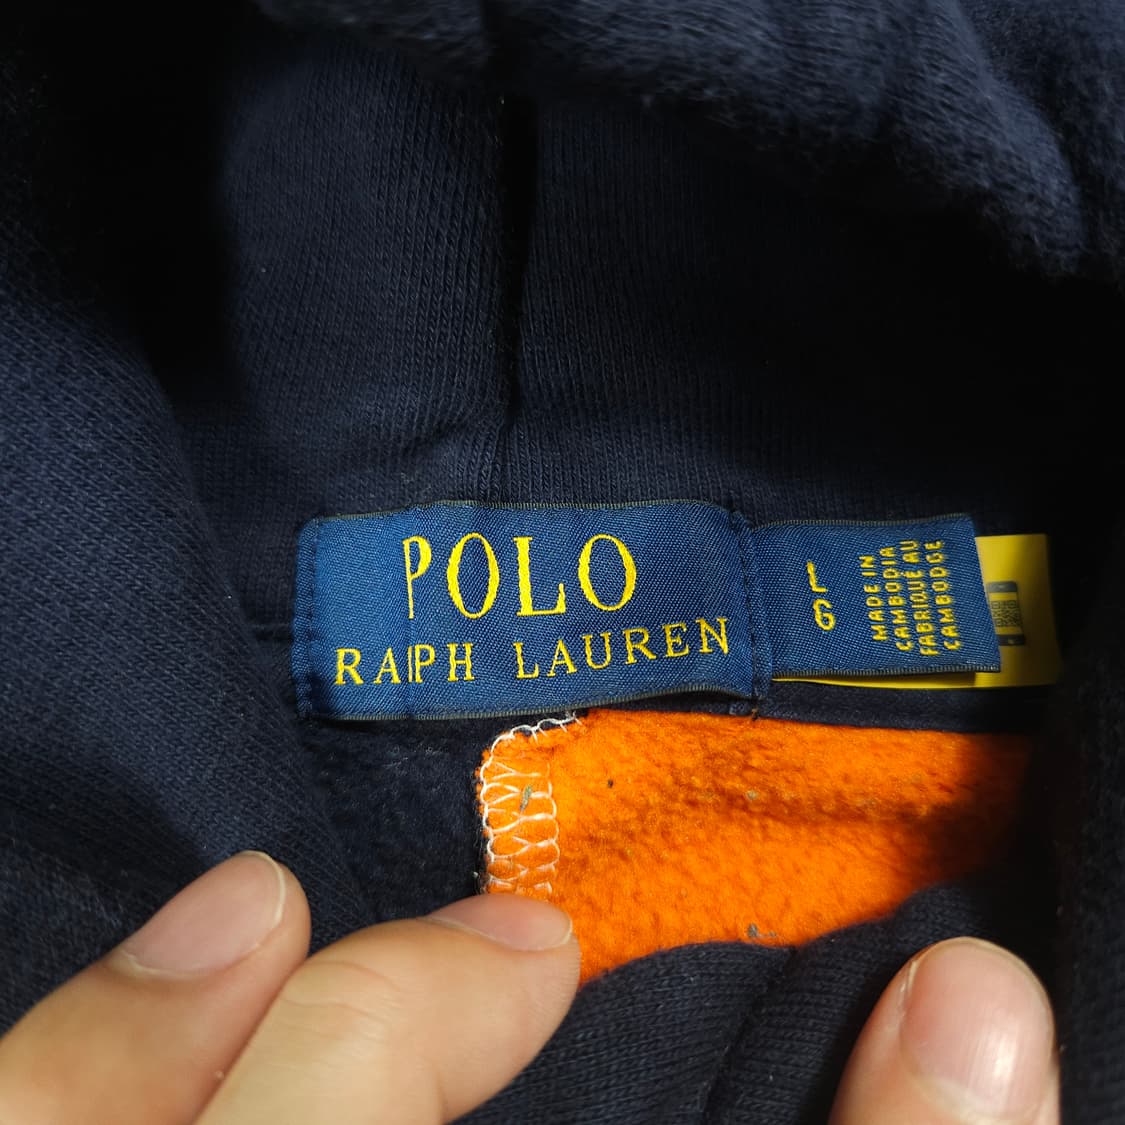 POLO
RALPH LAUREN
L
G
MADE IN
CAMBODIA
FABRIQUÉ AU
CAMBODGE